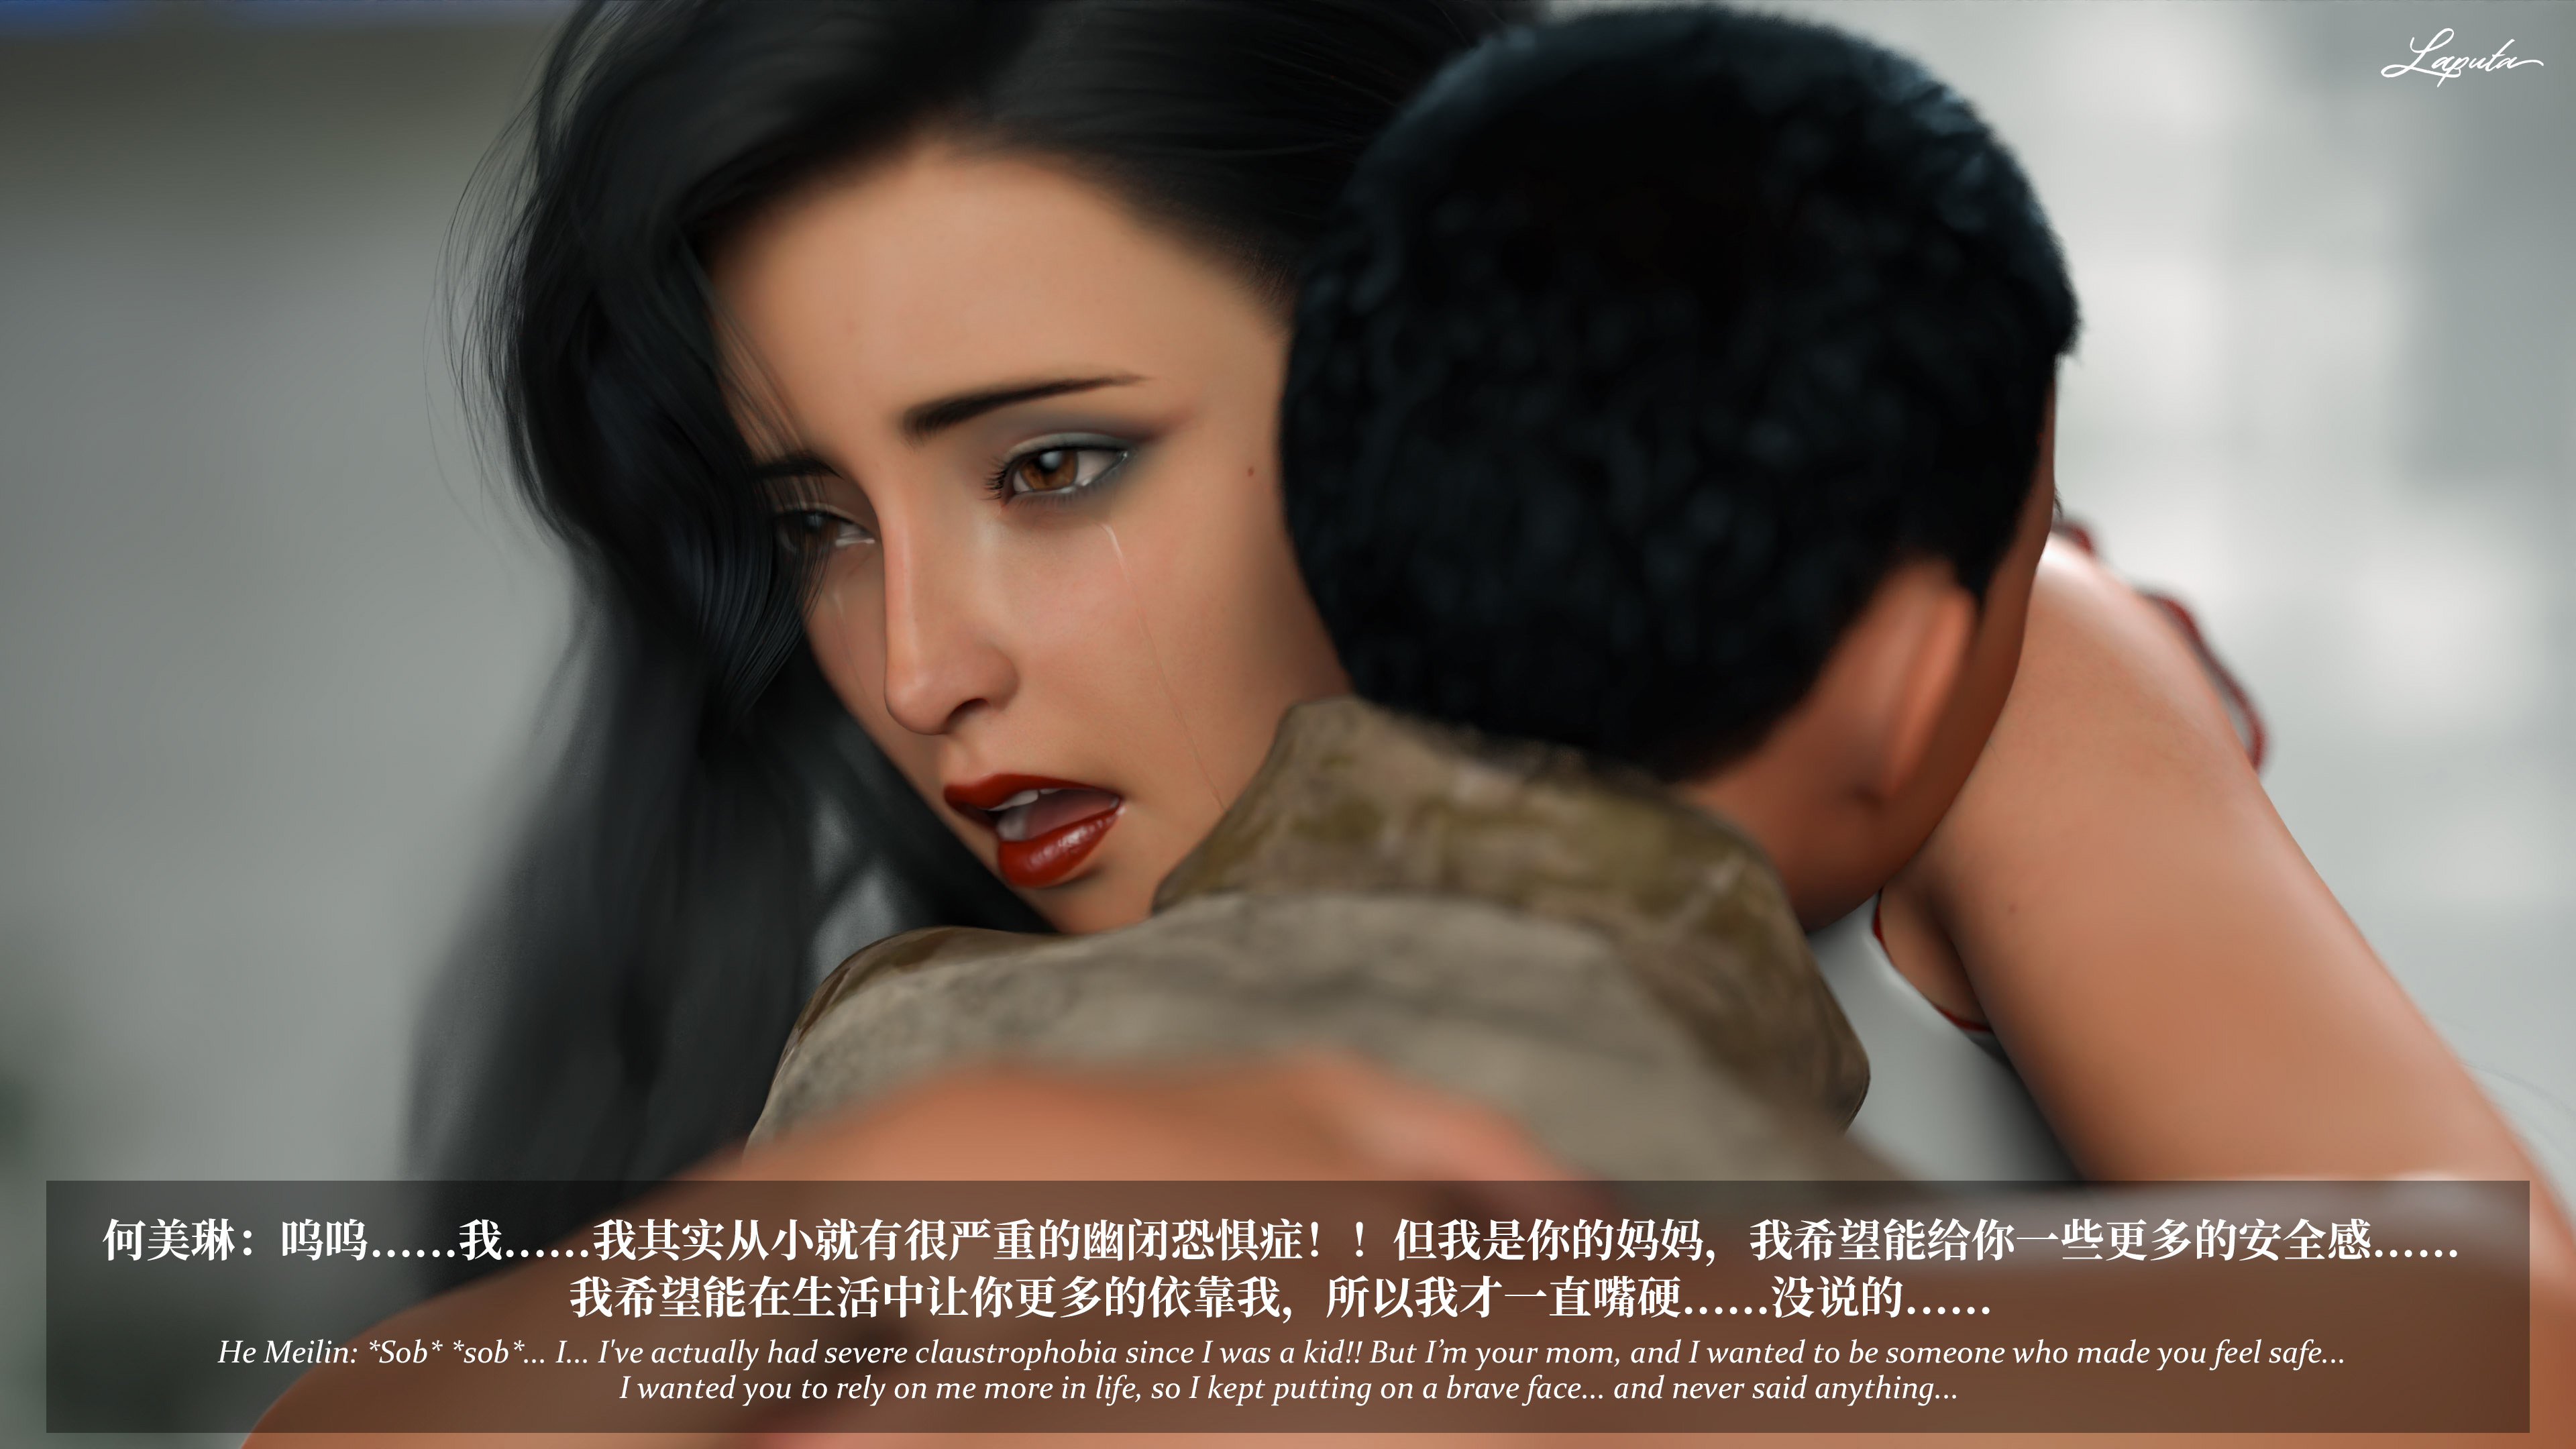 Laputa
何美琳：呜呜……我……我其实从小就有很严重的幽闭恐惧症！！但我是你的妈妈，我希望能给你一些更多的安全感……
我希望能在生活中让你更多的依靠我，所以我才一直嘴硬……没说的……
He Meilin: *Sob* *sob*... I... I've actually had severe claustrophobia since I was a kid!! But I’m your mom, and I wanted to be someone who made you feel safe...
I wanted you to rely on me more in life, so I kept putting on a brave face... and never said anything...